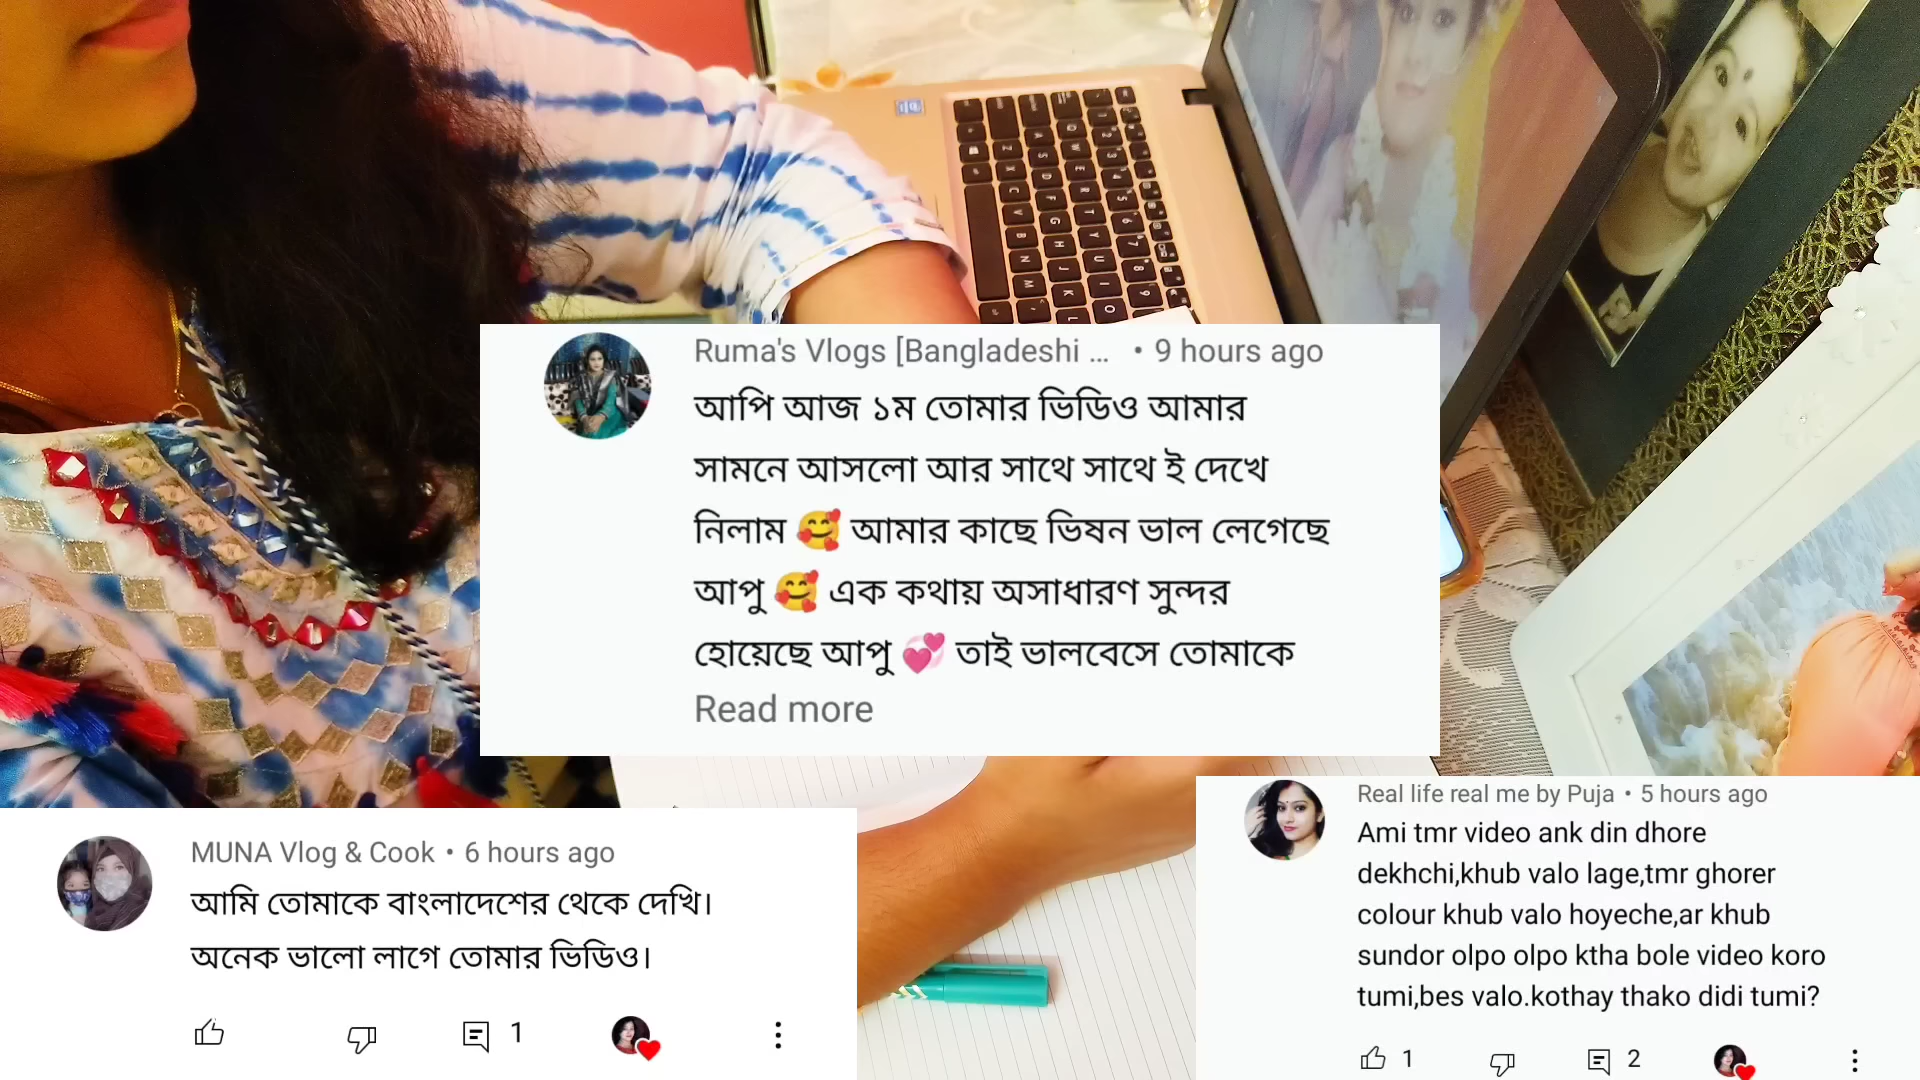 Ruma's Vlogs [Bangladeshi ... • 9 hours ago
আপি আজ ১ম তোমার ভিডিও আমার
সামনে আসলো আর সাথে সাথে ই দেখে
নিলাম 🥰 আমার কাছে ভিষন ভাল লেগেছে
আপু 🥰 এক কথায় অসাধারণ সুন্দর
হোয়েছে আপু 💞 তাই ভালবেসে তোমাকে
Read more
MUNA Vlog & Cook • 6 hours ago
আমি তোমাকে বাংলাদেশের থেকে দেখি।
অনেক ভালো লাগে তোমার ভিডিও।
1
Real life real me by Puja • 5 hours ago
Ami tmr video ank din dhore
dekhchi,khub valo lage,tmr ghorer
colour khub valo hoyeche,ar khub
sundor olpo olpo ktha bole video koro
tumi,bes valo.kothay thako didi tumi?
1 2